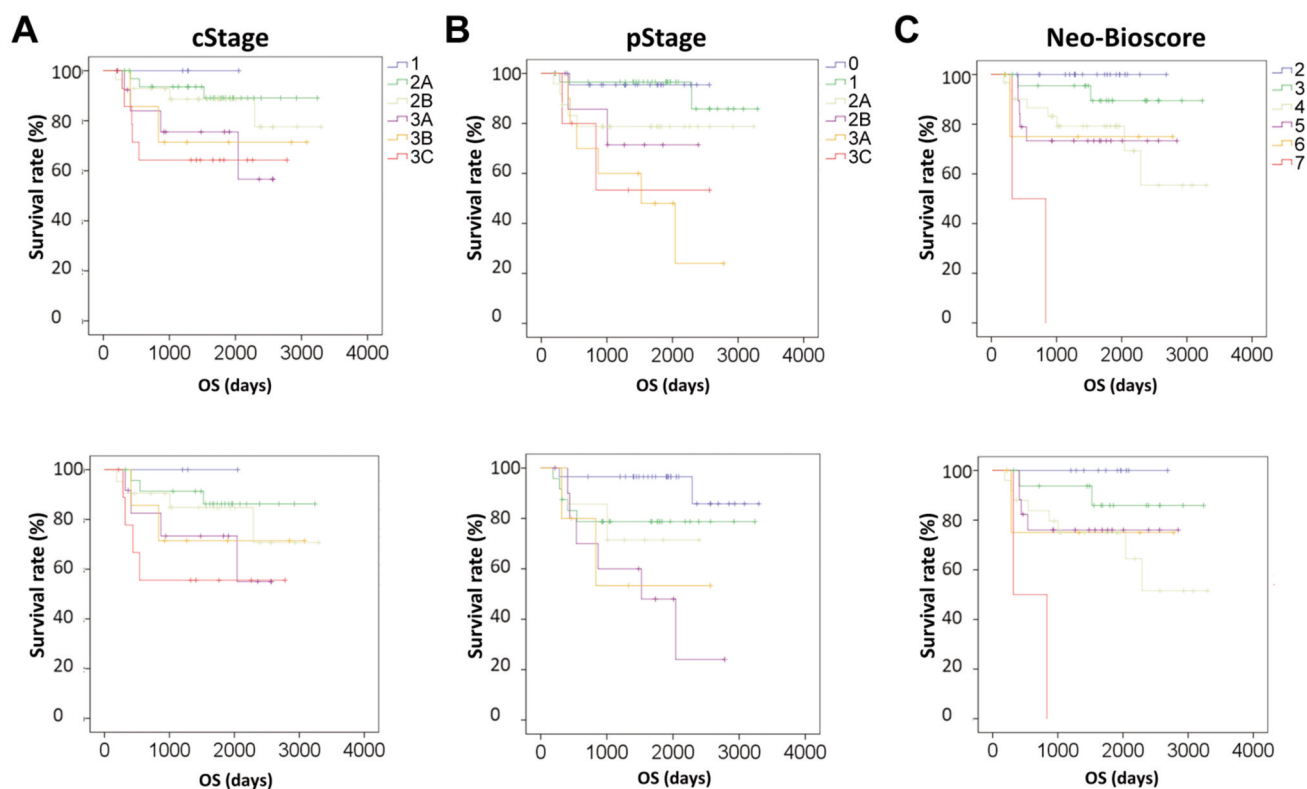 A
cStage
Survival rate (%)
100
80
60
40
20
0
0 1000 2000 3000 4000
OS (days)
1
2A
2B
3A
3B
3C
B
pStage
Survival rate (%)
100
80
60
40
20
0
0 1000 2000 3000 4000
OS (days)
0
1
2A
2B
3A
3C
C
Neo-Bioscore
Survival rate (%)
100
80
60
40
20
0
0 1000 2000 3000 4000
OS (days)
2
3
4
5
6
7
Survival rate (%)
100
80
60
40
20
0
0 1000 2000 3000 4000
OS (days)
Survival rate (%)
100
80
60
40
20
0
0 1000 2000 3000 4000
OS (days)
Survival rate (%)
100
80
60
40
20
0
0 1000 2000 3000 4000
OS (days)